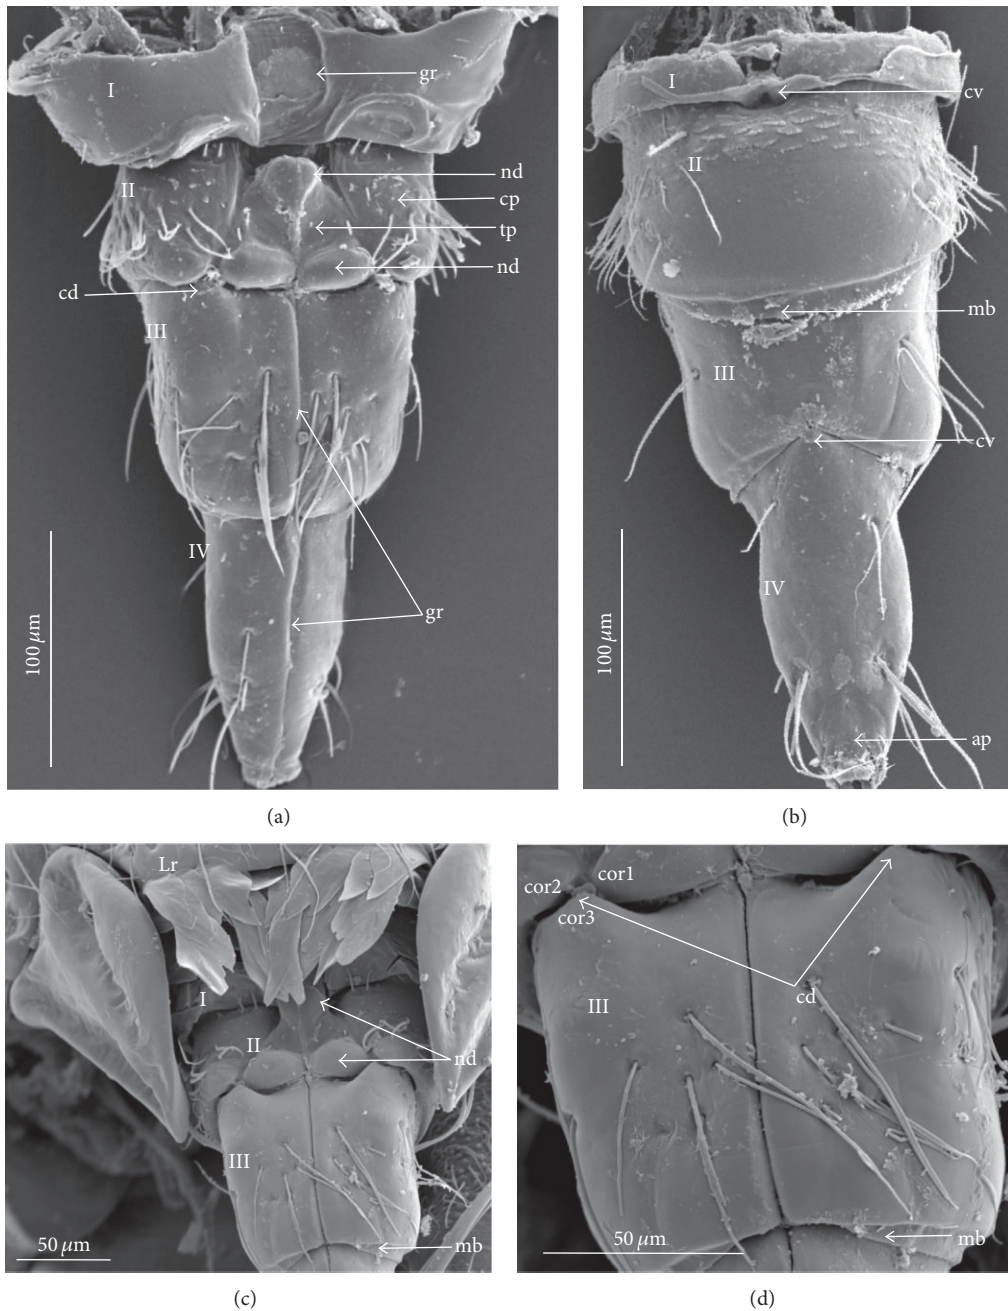 I
gr
nd
II
cp
tp
nd
cd
III
IV
gr
100 μm
(a)
I
cv
II
mb
III
cv
IV
100 μm
ap
(b)
Lr
I
II
nd
III
50 μm
mb
(c)
cor2
cor1
cor3
cd
III
50 μm
mb
(d)